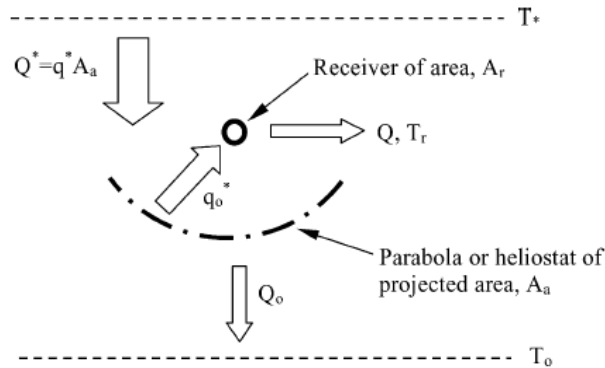 T*
Q*=q*Aₐ
Receiver of area, Aᵣ
Q, Tᵣ
qₒ*
Parabola or heliostat of
projected area, Aₐ
Qₒ
Tₒ